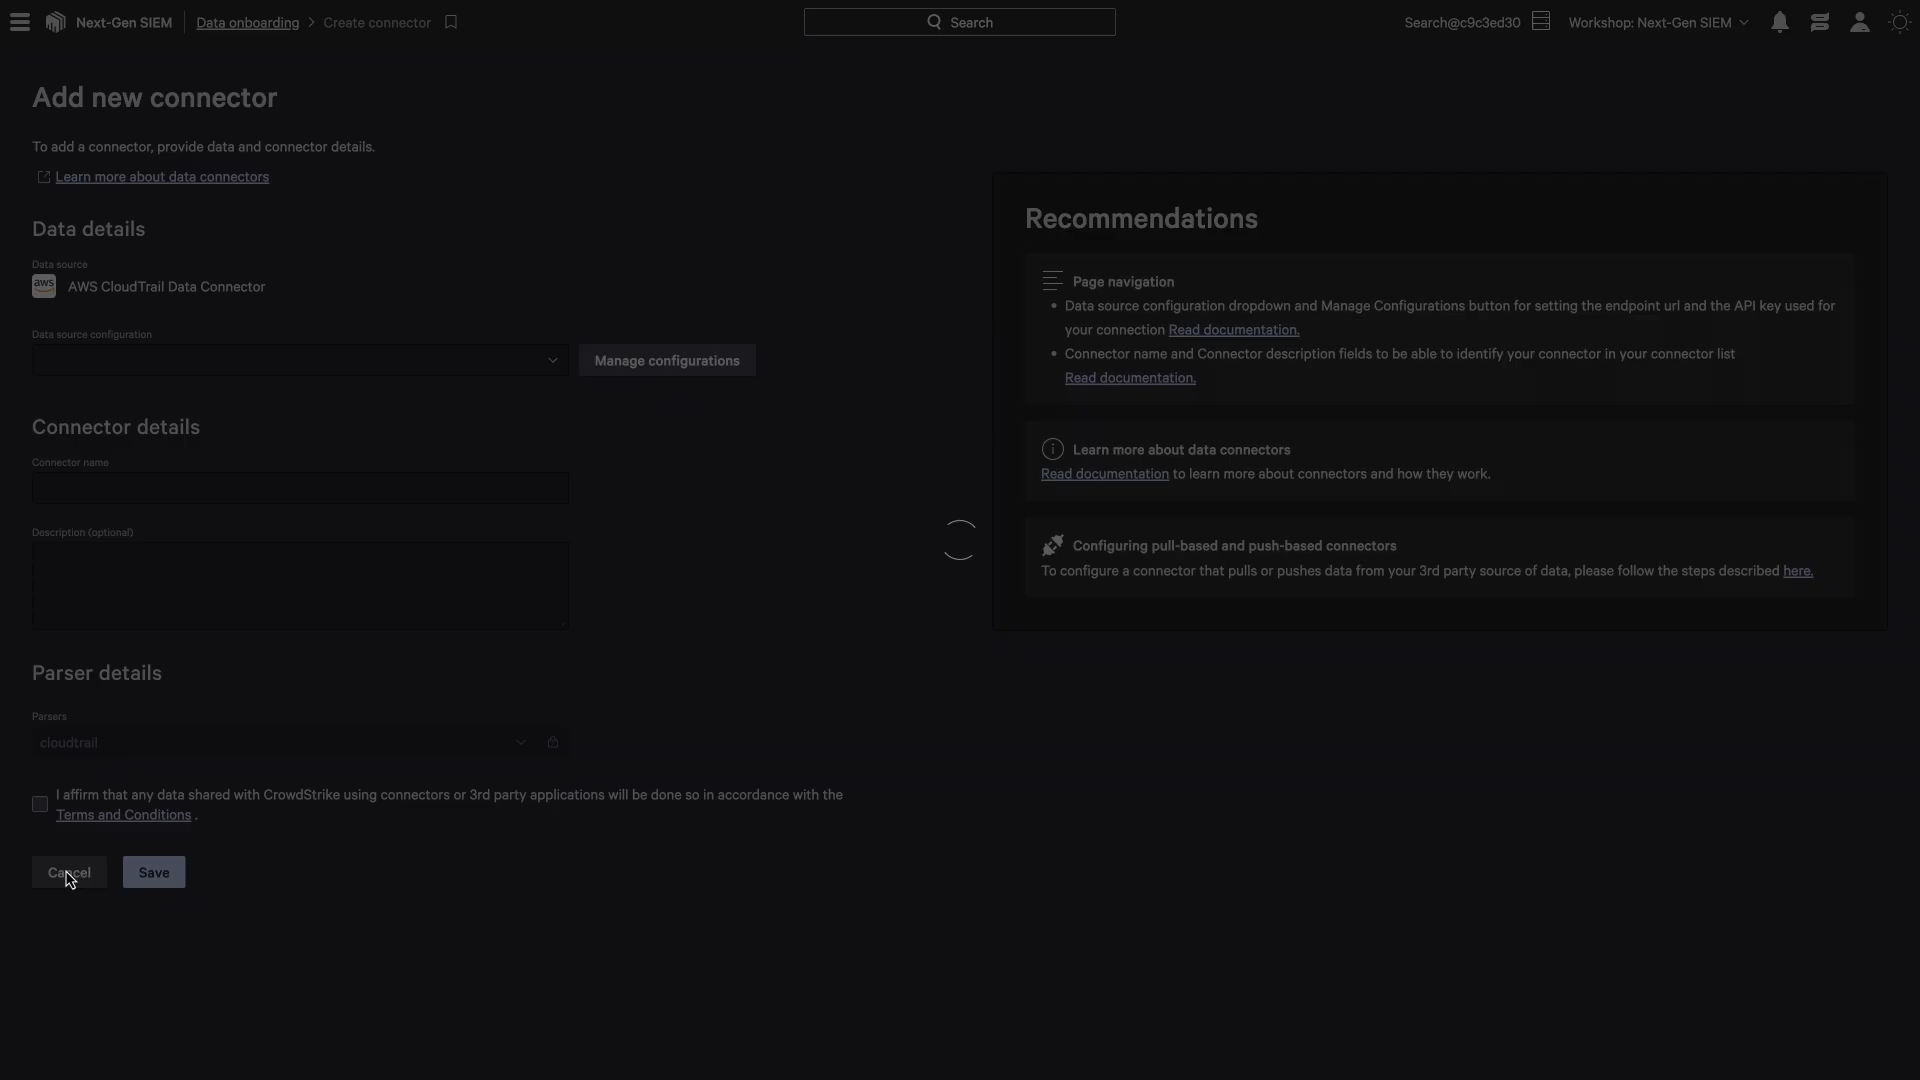 Next-Gen SIEM
Data onboarding
Create connector
Search
Search@c9c3ed30
Workshop: Next-Gen SIEM
Add new connector
To add a connector, provide data and connector details.
Learn more about data connectors
Data details
Data source
aws
AWS CloudTrail Data Connector
Data source configuration
Manage configurations
Connector details
Connector name
Description (optional)
Parser details
Parsers
cloudtrail
I affirm that any data shared with CrowdStrike using connectors or 3rd party applications will be done so in accordance with the
Terms and Conditions .
Cancel
Save
Recommendations
Page navigation
• Data source configuration dropdown and Manage Configurations button for setting the endpoint url and the API key used for
your connection Read documentation.
• Connector name and Connector description fields to be able to identify your connector in your connector list
Read documentation.
Learn more about data connectors
Read documentation to learn more about connectors and how they work.
Configuring pull-based and push-based connectors
To configure a connector that pulls or pushes data from your 3rd party source of data, please follow the steps described here.